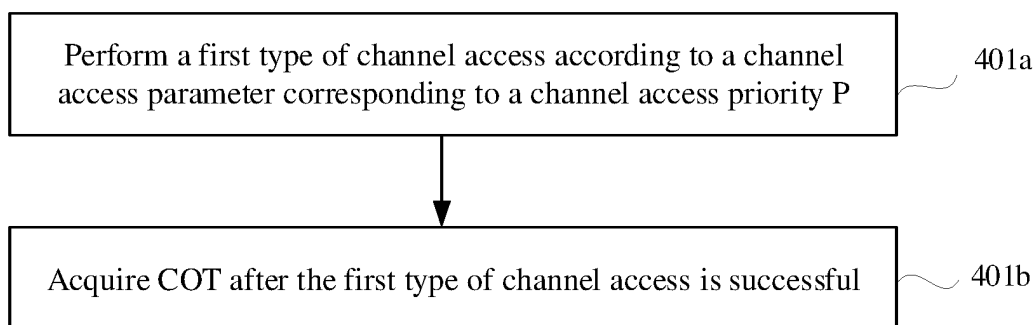 Perform a first type of channel access according to a channel
access parameter corresponding to a channel access priority P
401a
Acquire COT after the first type of channel access is successful
401b